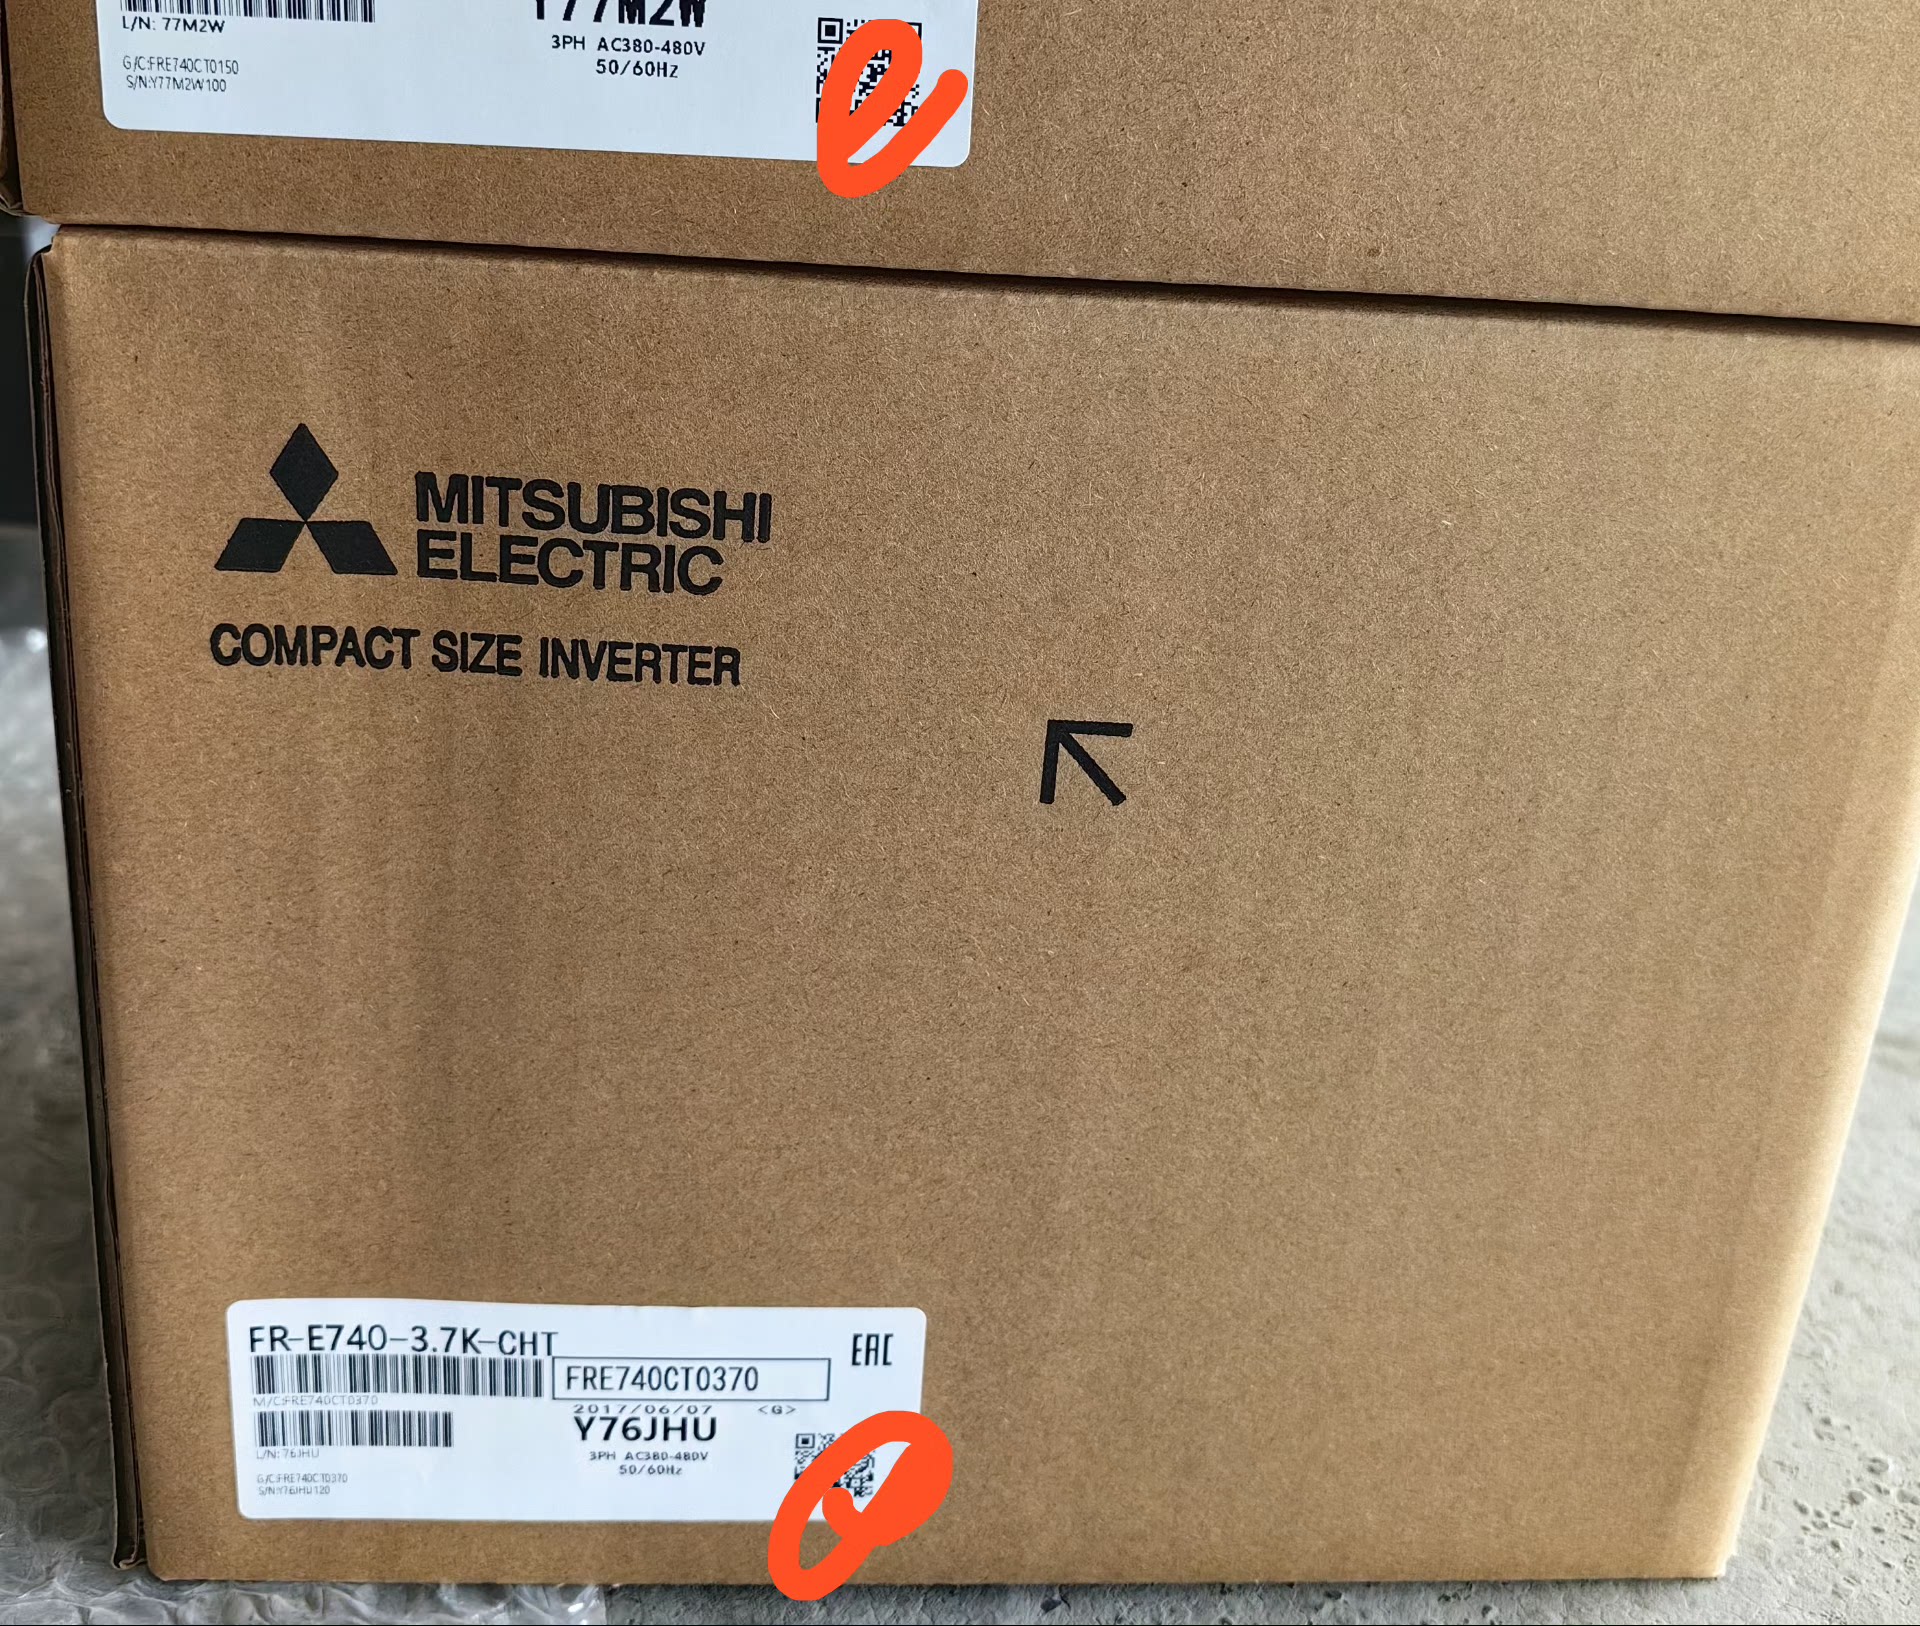 L/N: 77M2W
Y77M2W
3PH AC380-480V
50/60Hz
G/C:FRE740CT0150
S/N:Y77M2W100
MITSUBISHI
ELECTRIC
COMPACT SIZE INVERTER
FR-E740-3.7K-CHT
EAC
FRE740CT0370
M/C:FRE740CT0370
2017/06/07 <G>
Y76JHU
L/N: 76JHU
3PH AC380-480V
50/60Hz
G/C:FRE740CT0370
S/N:Y76JHU120